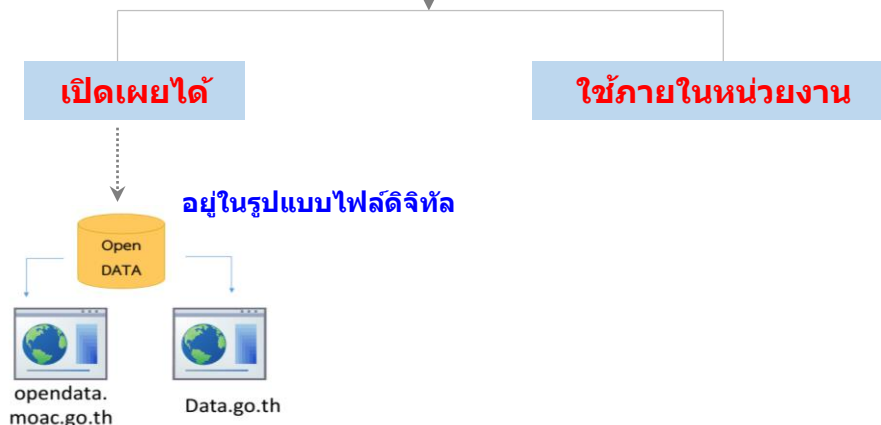 เปิดเผยได้
ใช้ภายในหน่วยงาน
อยู่ในรูปแบบไฟล์ดิจิทัล
Open
DATA
opendata.
moac.go.th
Data.go.th